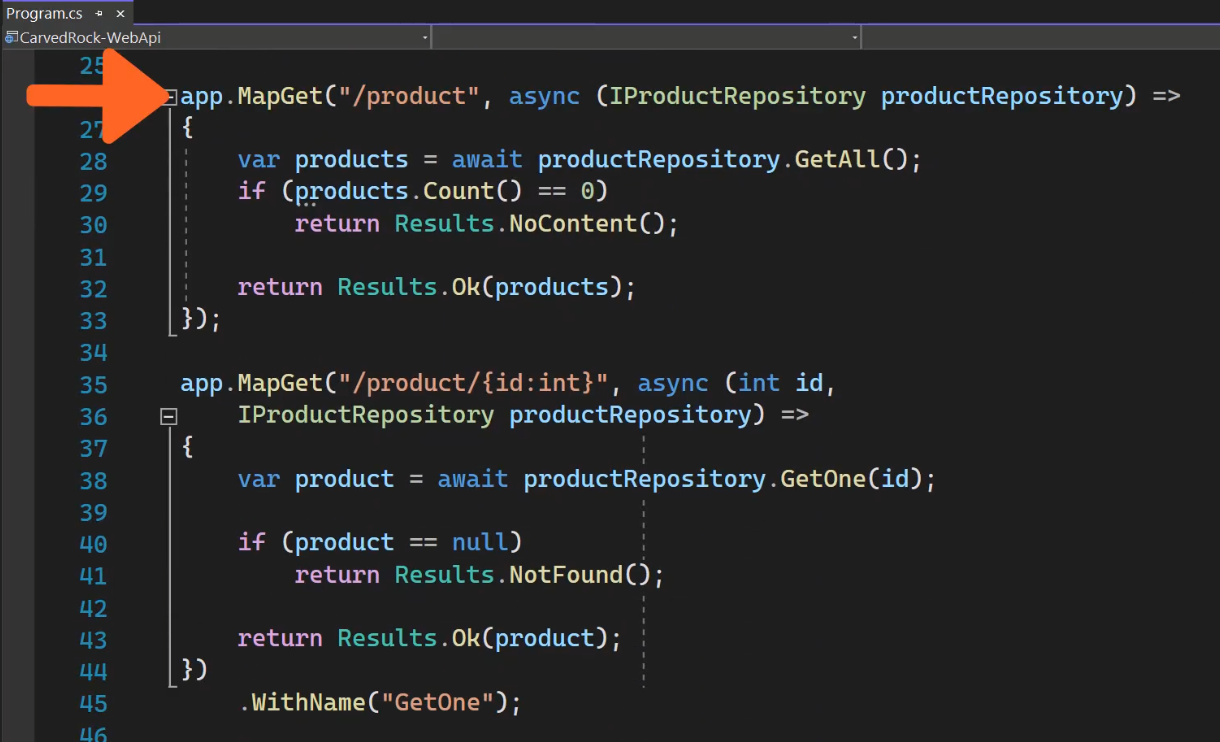 Program.cs
CarvedRock-WebApi
25
app.MapGet("/product", async (IProductRepository productRepository) =>
27 {
28 var products = await productRepository.GetAll();
29 if (products.Count() == 0)
30 return Results.NoContent();
31
32 return Results.Ok(products);
33 });
34
35 app.MapGet("/product/{id:int}", async (int id,
36 IProductRepository productRepository) =>
37 {
38 var product = await productRepository.GetOne(id);
39
40 if (product == null)
41 return Results.NotFound();
42
43 return Results.Ok(product);
44 })
45 .WithName("GetOne");
46